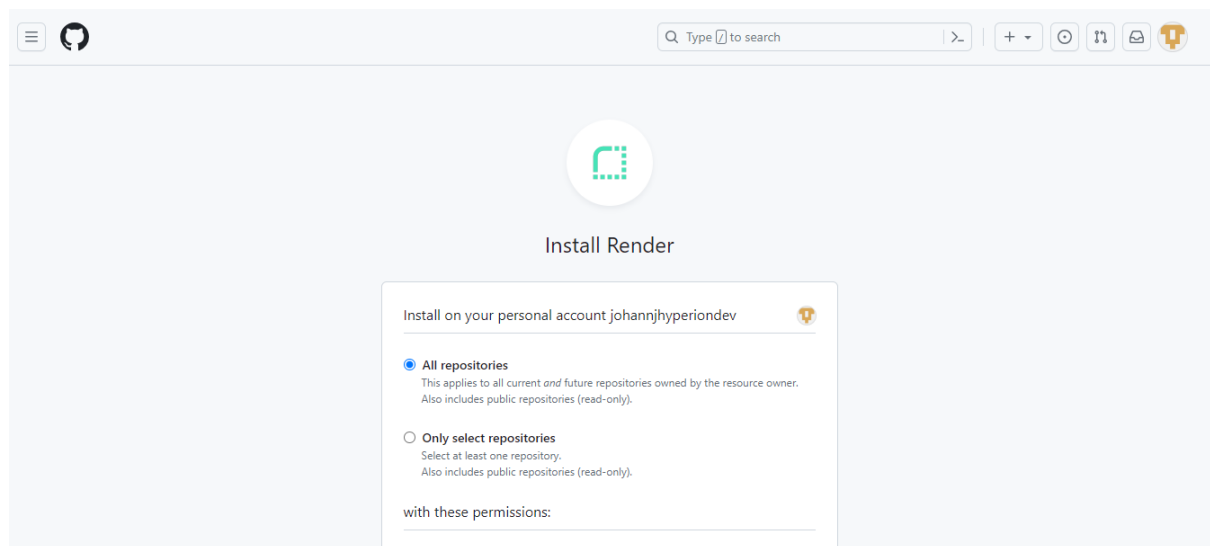 Type / to search
Install Render
Install on your personal account johannjhyperiondev
All repositories
This applies to all current and future repositories owned by the resource owner.
Also includes public repositories (read-only).
Only select repositories
Select at least one repository.
Also includes public repositories (read-only).
with these permissions: